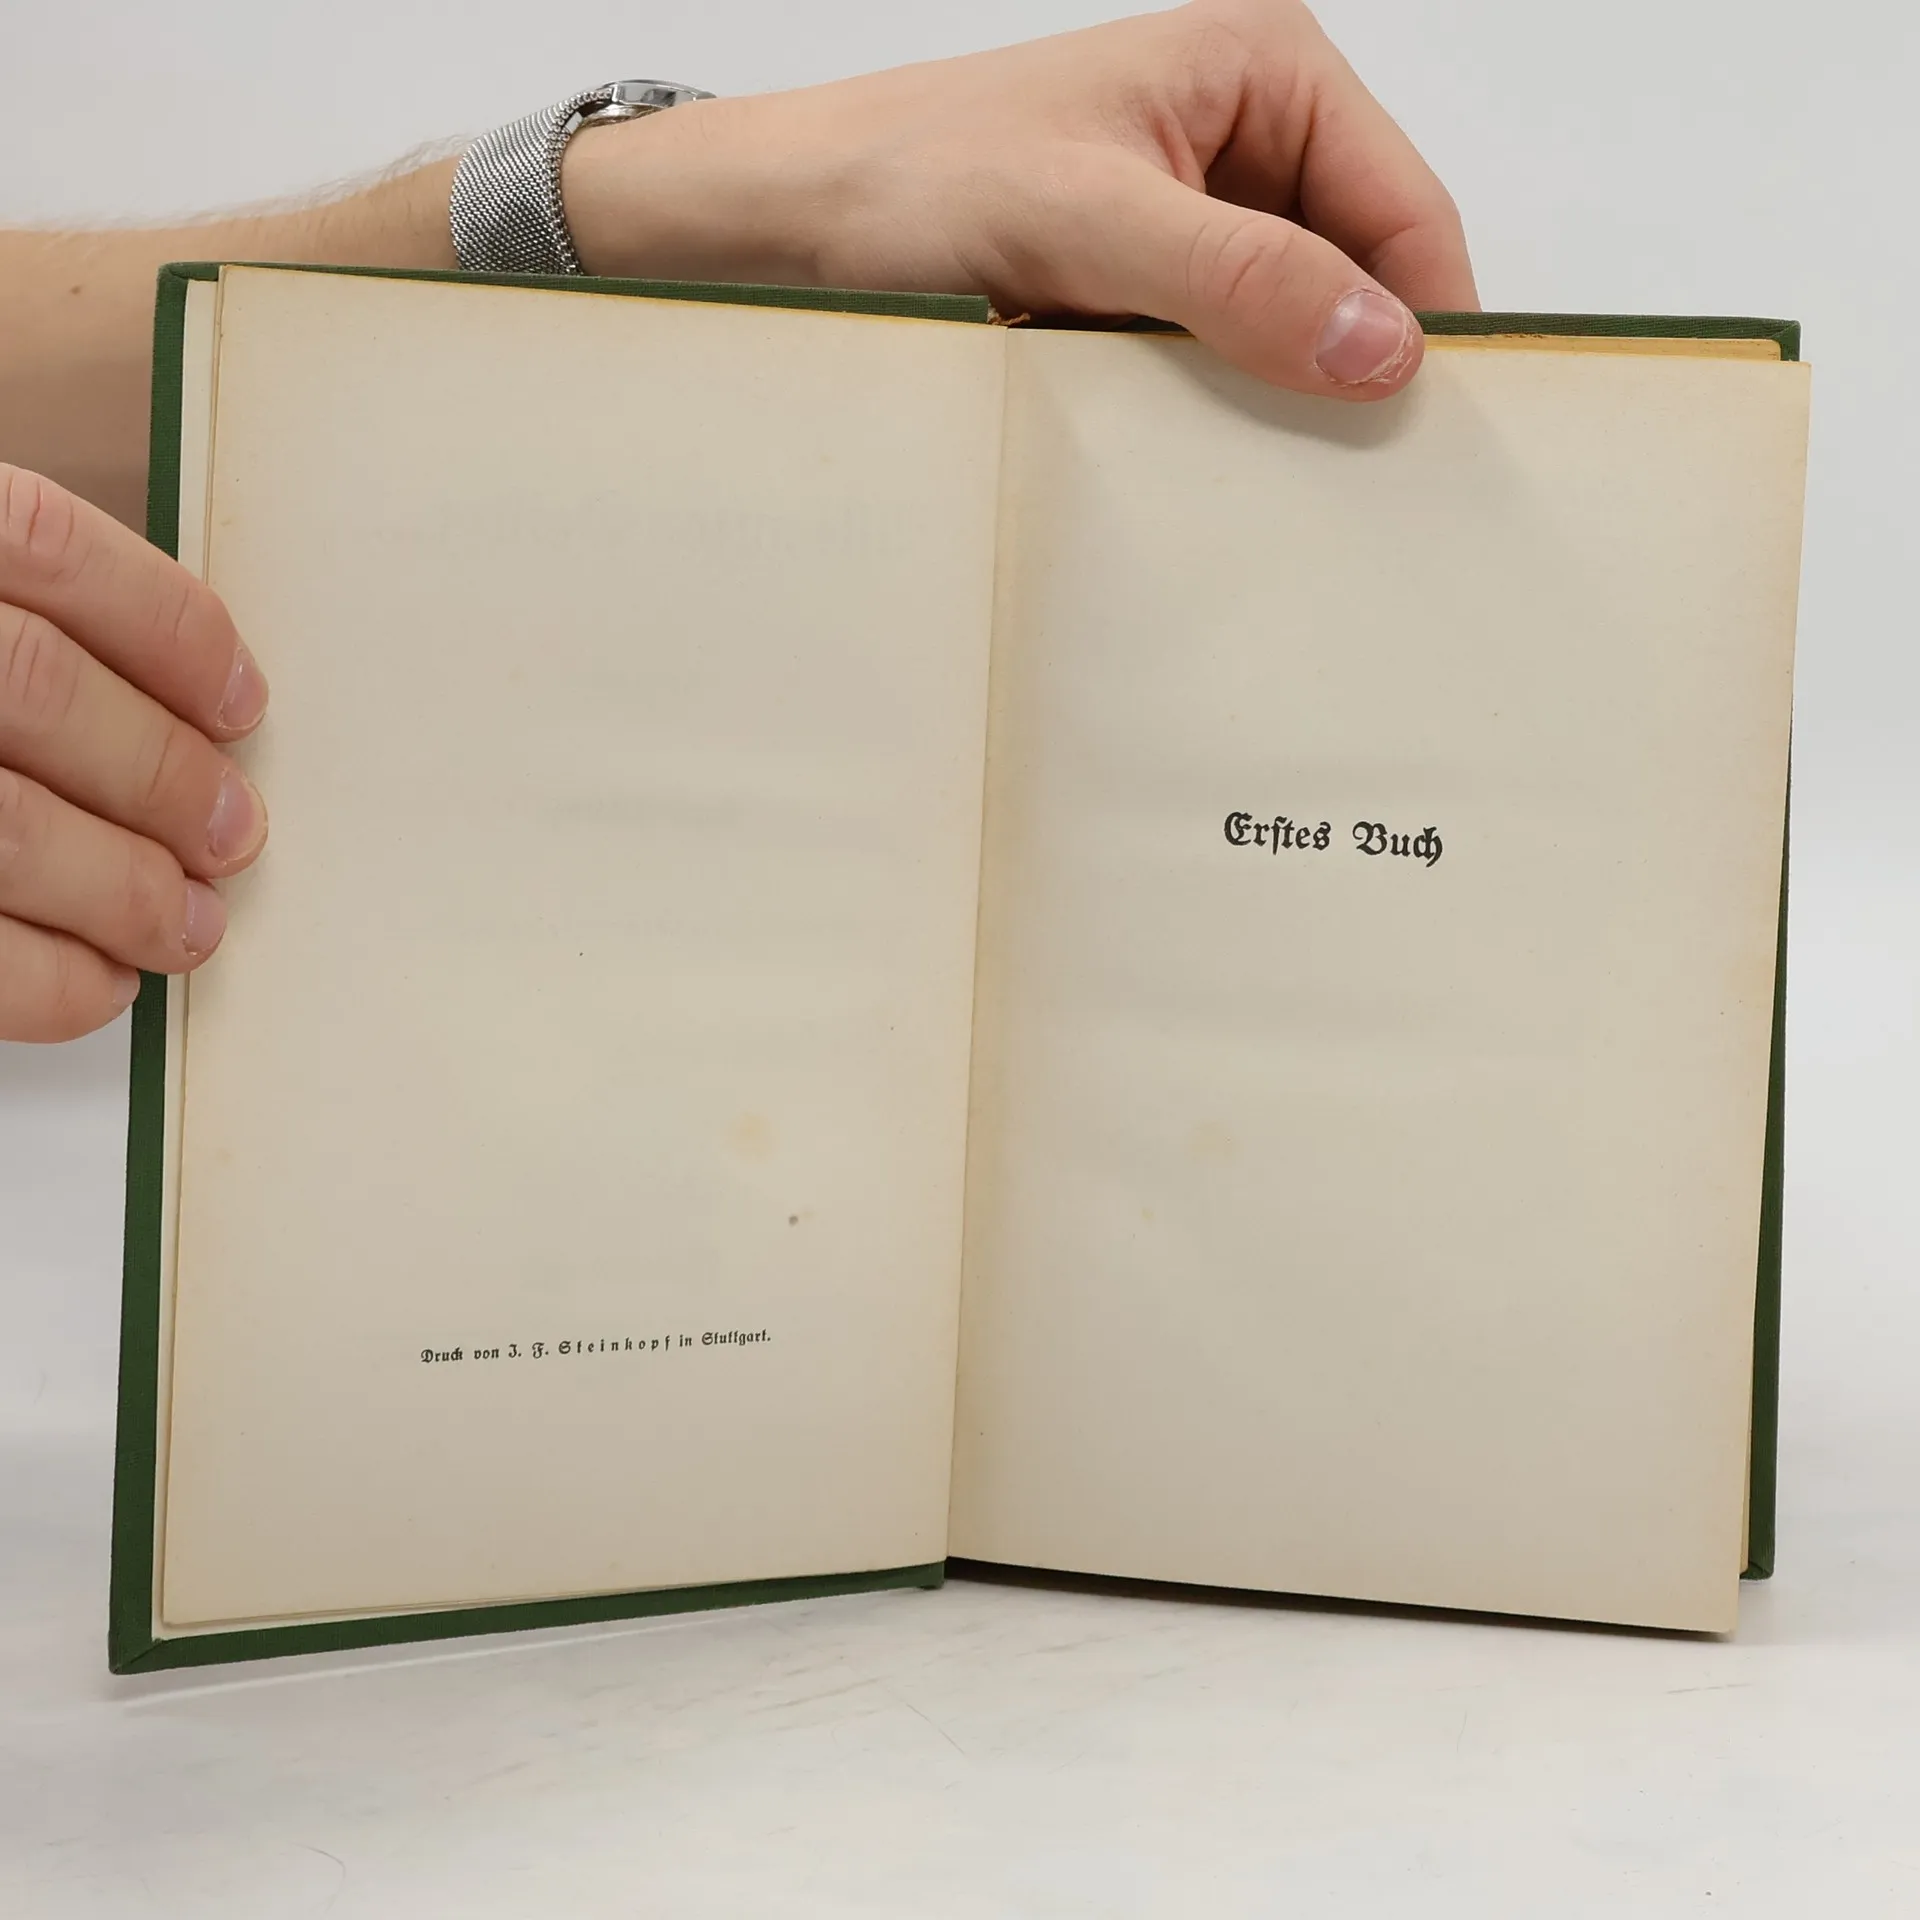 Druck von J. F. Steinkopf in Stuttgart.
Erſtes Buch